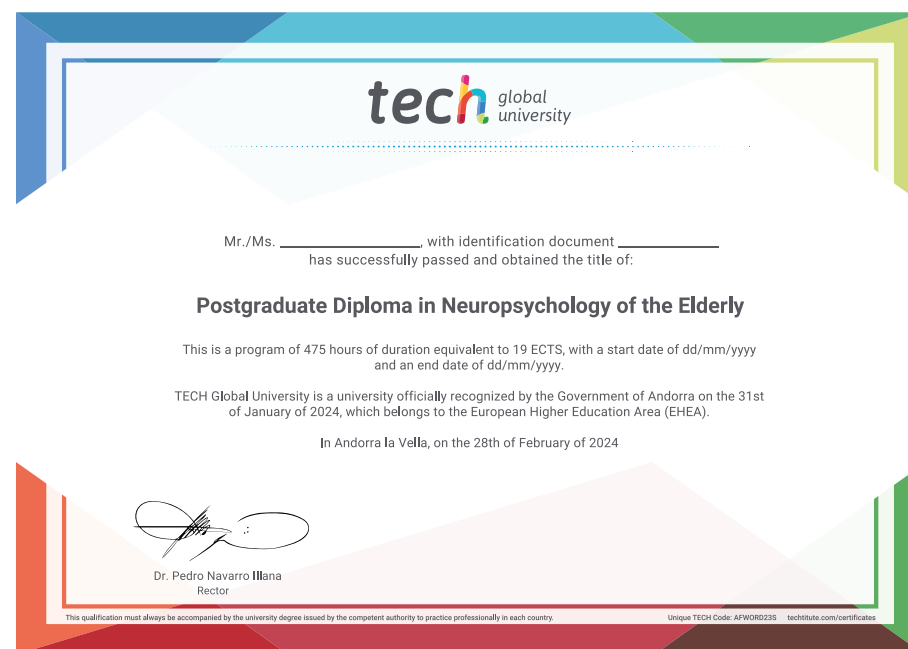 tech global university
Mr./Ms. ____________, with identification document ____________
has successfully passed and obtained the title of:
Postgraduate Diploma in Neuropsychology of the Elderly
This is a program of 475 hours of duration equivalent to 19 ECTS, with a start date of dd/mm/yyyy
and an end date of dd/mm/yyyy.
TECH Global University is a university officially recognized by the Government of Andorra on the 31st
of January of 2024, which belongs to the European Higher Education Area (EHEA).
In Andorra la Vella, on the 28th of February of 2024
Dr. Pedro Navarro Illana
Rector
This qualification must always be accompanied by the university degree issued by the competent authority to practice professionally in each country.
Unique TECH Code: AFWORD23S techtitute.com/certificates